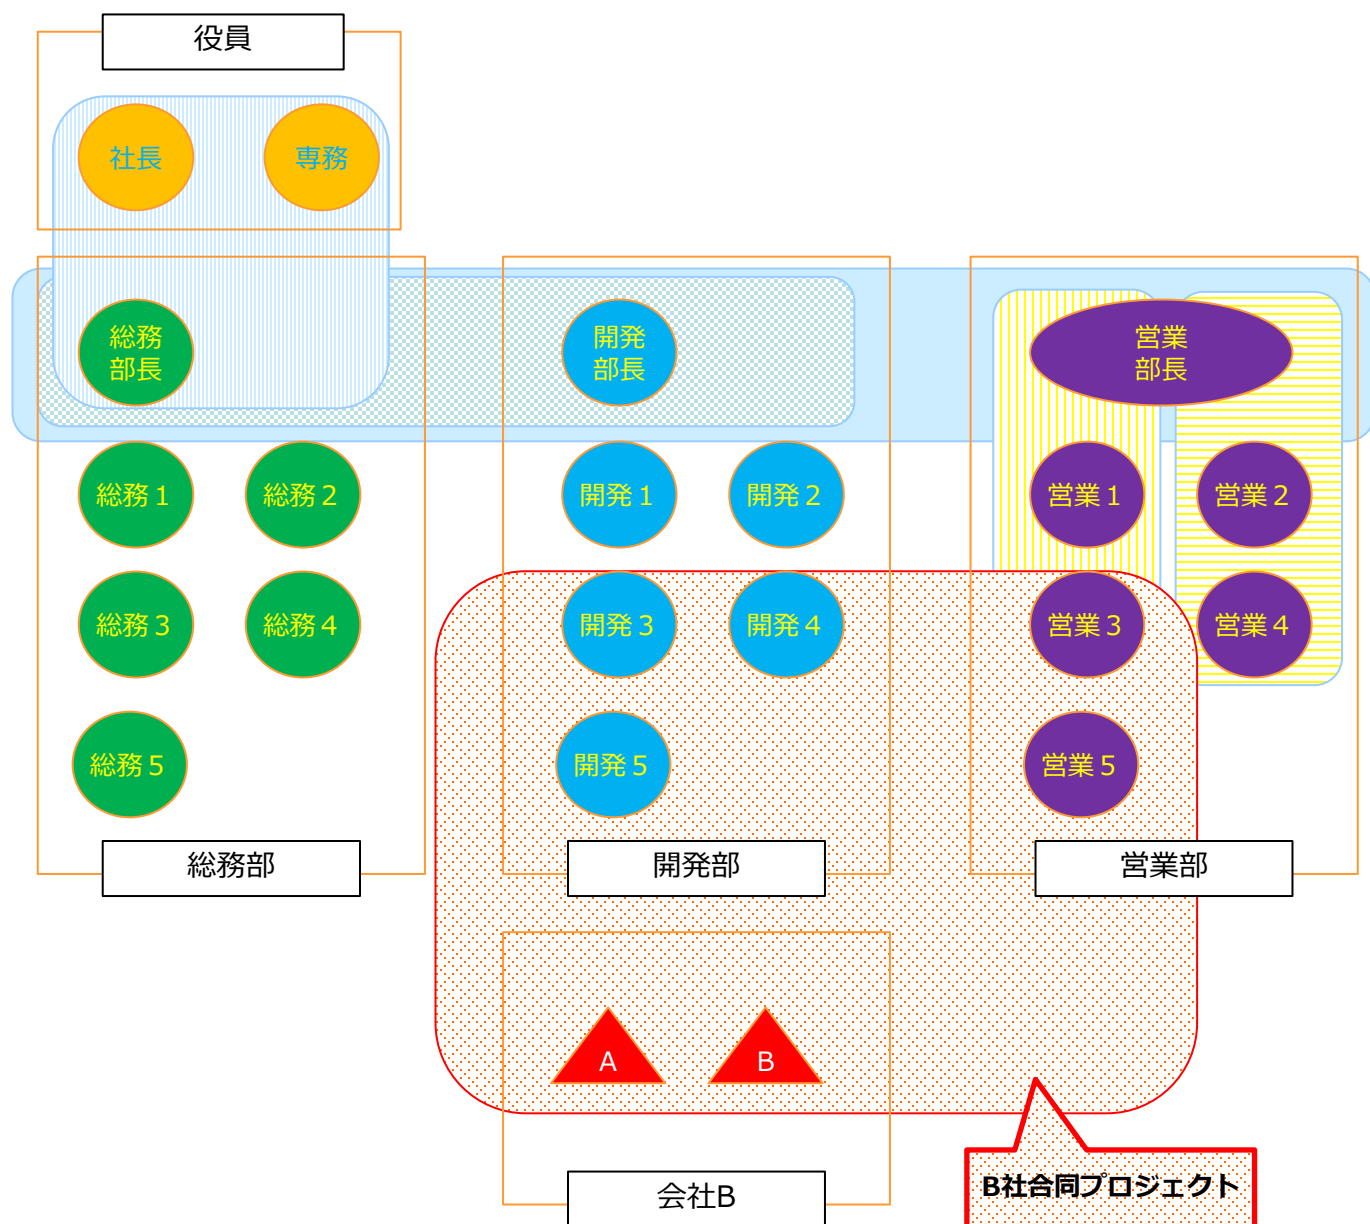 役員
社長
専務
総務
部長
開発
部長
営業
部長
総務１
総務２
開発１
開発２
営業１
営業２
総務３
総務４
開発３
開発４
営業３
営業４
総務５
開発５
営業５
総務部
開発部
営業部
A
B
会社B
B社合同プロジェクト